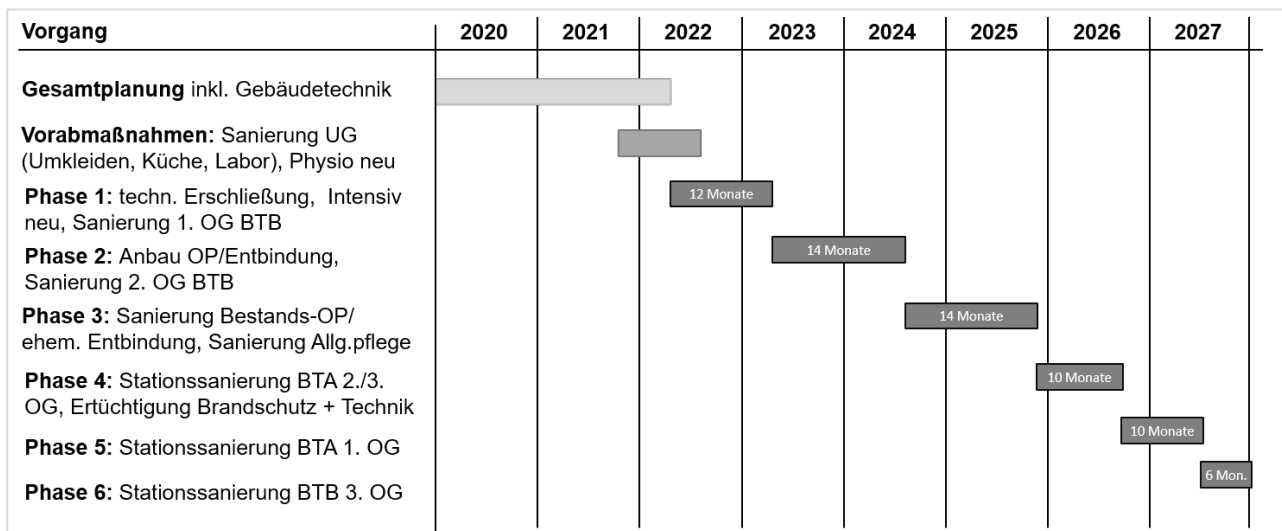 Vorgang 2020 2021 2022 2023 2024 2025 2026 2027
Gesamtplanung inkl. Gebäudetechnik
Vorabmaßnahmen: Sanierung UG
(Umkleiden, Küche, Labor), Physio neu
Phase 1: techn. Erschließung, Intensiv
neu, Sanierung 1. OG BTB
12 Monate
Phase 2: Anbau OP/Entbindung,
Sanierung 2. OG BTB
14 Monate
Phase 3: Sanierung Bestands-OP/
ehem. Entbindung, Sanierung Allg.pflege
14 Monate
Phase 4: Stationssanierung BTA 2./3.
OG, Ertüchtigung Brandschutz + Technik
10 Monate
Phase 5: Stationssanierung BTA 1. OG
10 Monate
Phase 6: Stationssanierung BTB 3. OG
6 Mon.